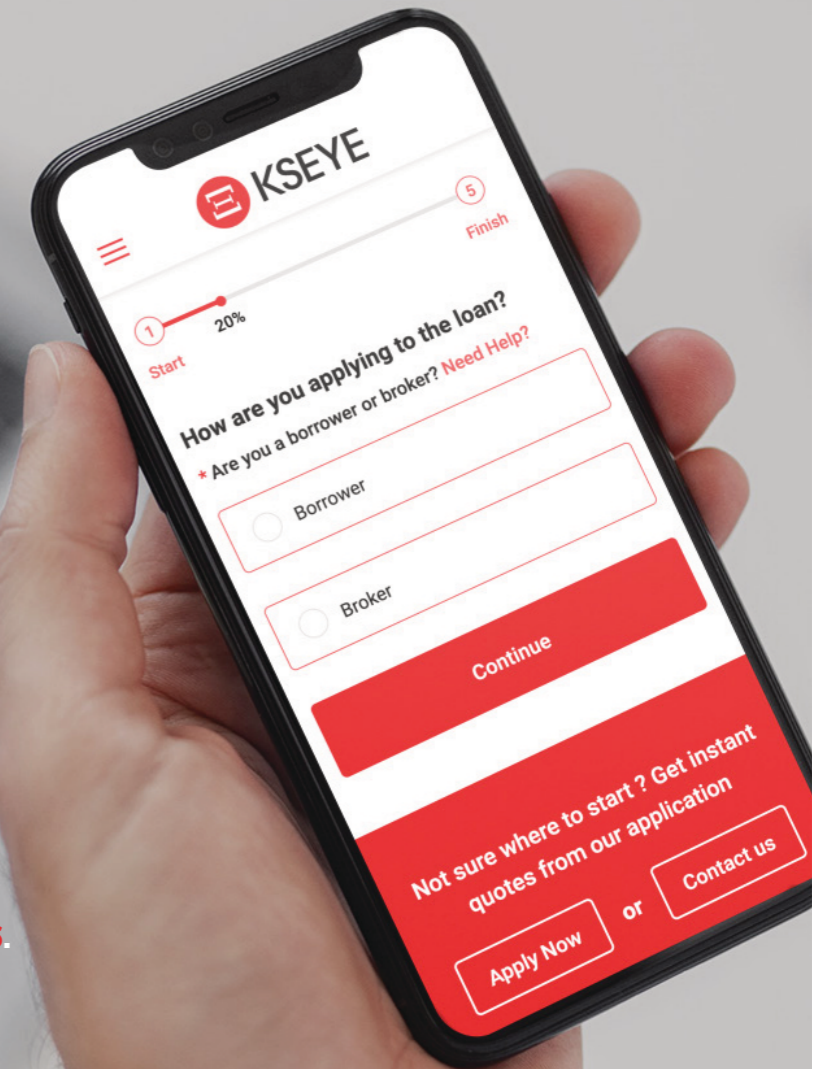 KSEYE
5
Finish
1
20%
Start
How are you applying to the loan?
* Are you a borrower or broker? Need Help?
Borrower
Broker
Continue
Not sure where to start ? Get instant
quotes from our application
Apply Now or Contact us